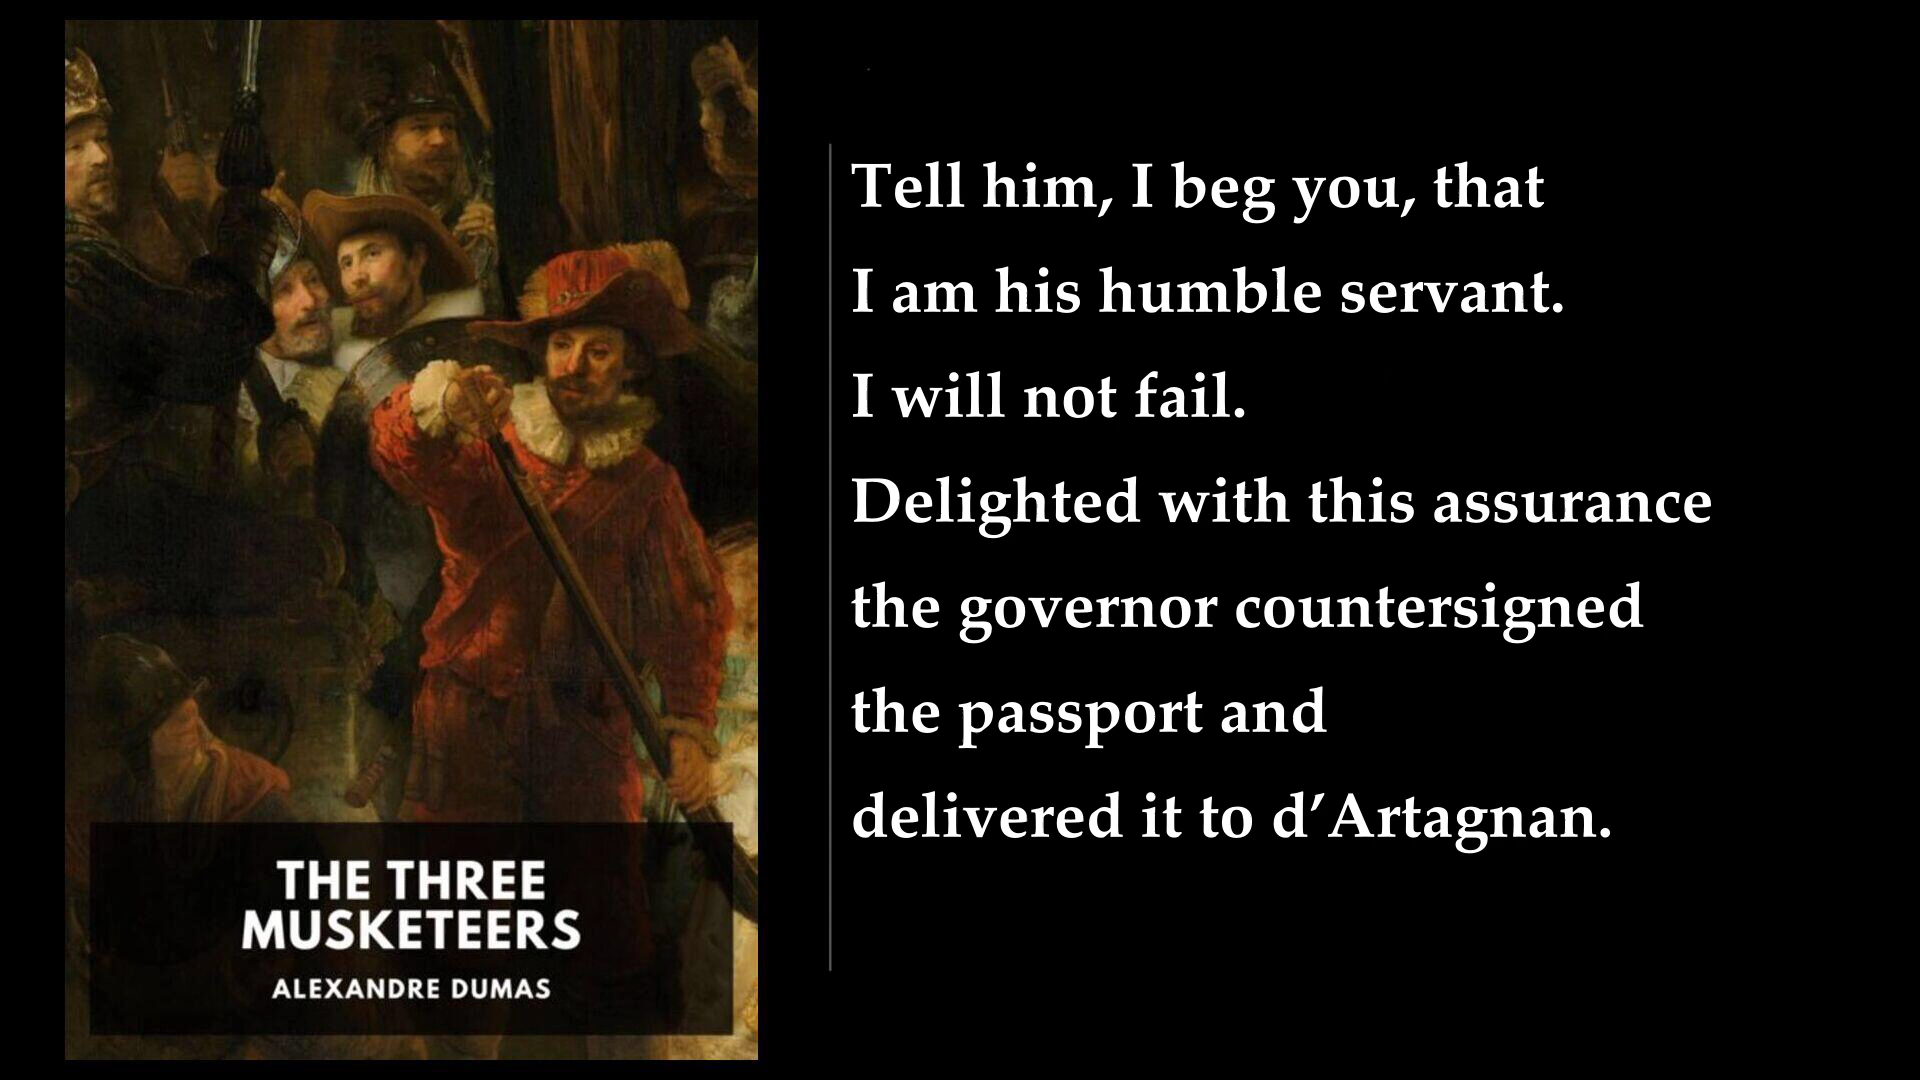 Tell him, I beg you, that
I am his humble servant.
I will not fail.
Delighted with this assurance
the governor countersigned
the passport and
delivered it to d’Artagnan.
THE THREE
MUSKETEERS
ALEXANDRE DUMAS